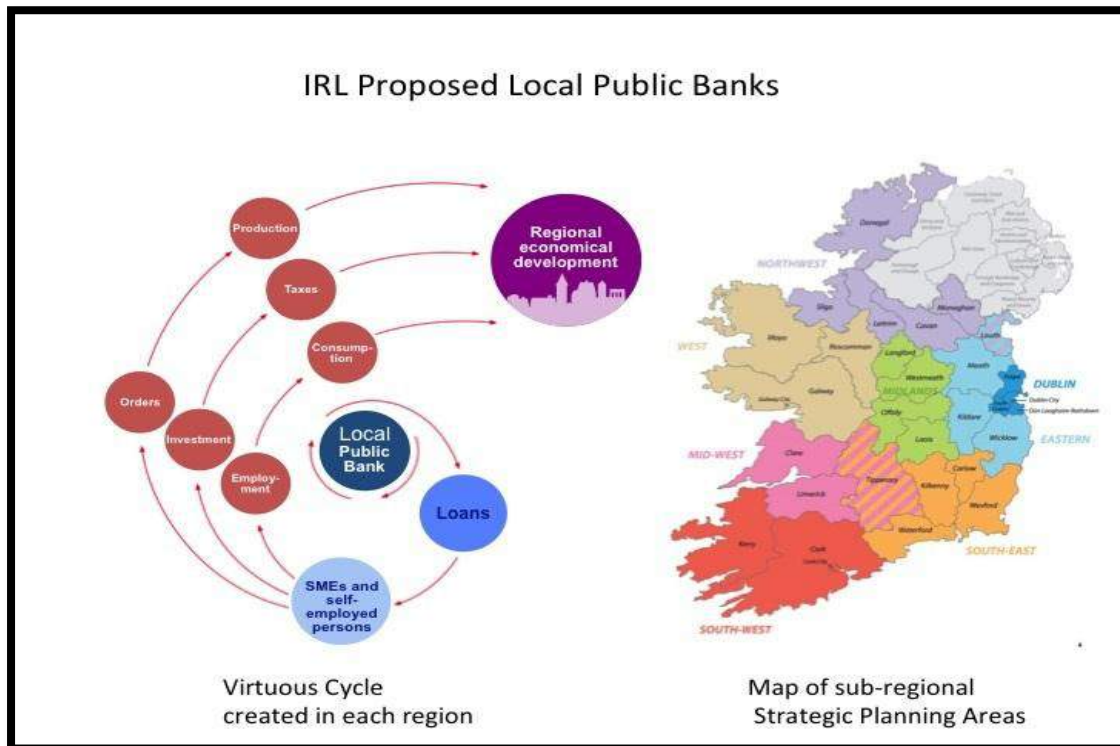 IRL Proposed Local Public Banks
Production
Taxes
Consump-
tion
Orders
Investment
Employ-
ment
Regional
economical
development
Local
Public
Bank
Loans
SMEs and
self-
employed
persons
Virtuous Cycle
created in each region
Donegal
NORTHWEST
Sligo
Leitrim
Cavan
Monaghan
Louth
WEST
Mayo
Roscommon
Longford
Meath
Westmeath
Galway
Galway City
MIDLANDS
DUBLIN
Dublin City
Dún Laoghaire-Rathdown
Offaly
Kildare
EASTERN
Laois
Wicklow
MID-WEST
Clare
Tipperary
Carlow
Limerick
Kilkenny
Wexford
Waterford
SOUTH-EAST
Kerry
Cork
SOUTH-WEST
Map of sub-regional
Strategic Planning Areas